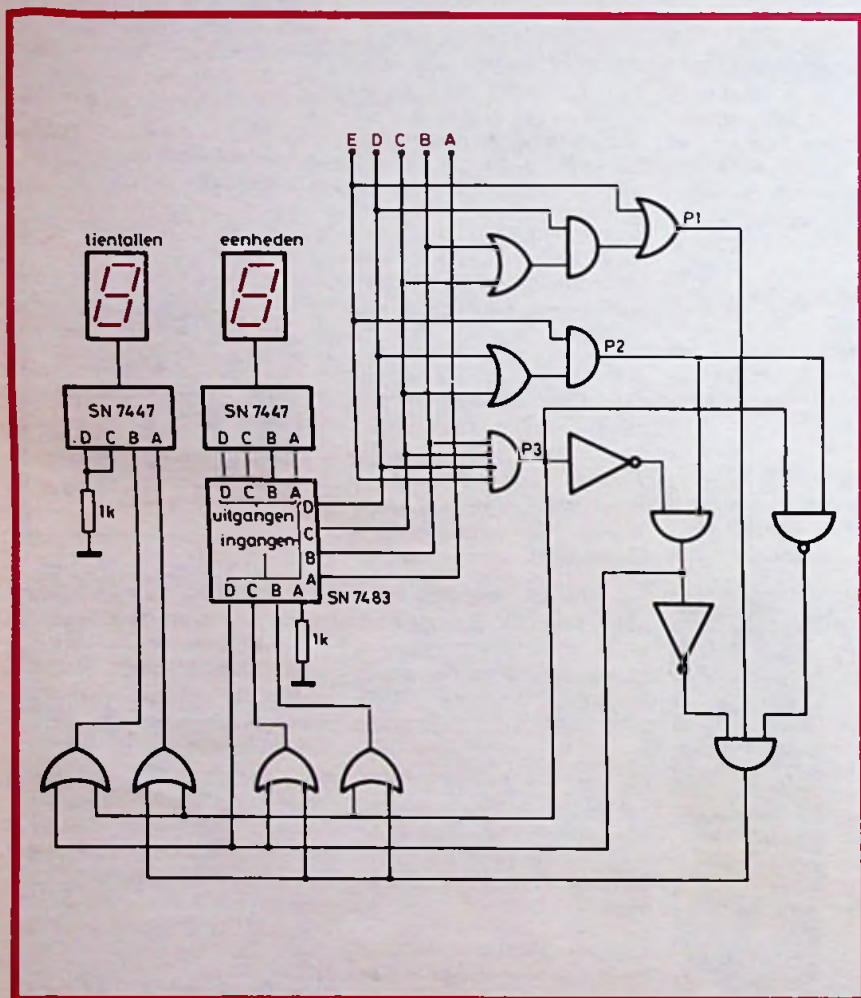 E D C B A
P1
tientallen
eenheden
P2
SN 7447
SN 7447
D C B A
D C B A
P3
D C B A
D
uitgangen
C
1k
ingangen
B
A
D C B A
SN 7483
1k